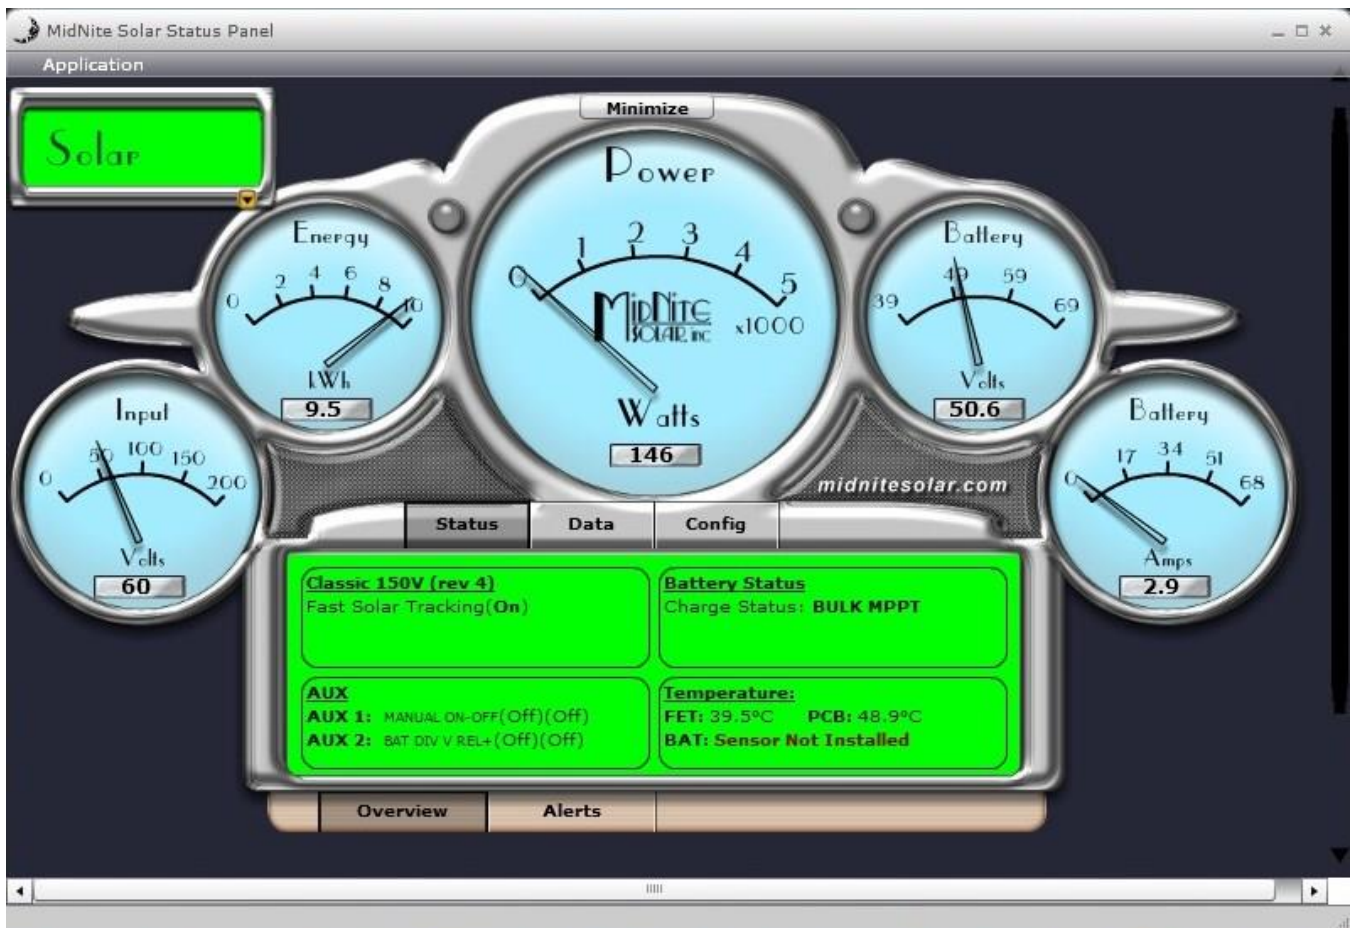 MidNite Solar Status Panel
Application
Minimize
Solar
Power
0 1 2 3 4 5
x1000
MidNite
SOLAR, INC
Watts
146
Energy
0 2 4 6 8 10
kWh
9.5
Battery
39 49 59 69
Volts
50.6
Input
0 50 100 150 200
Volts
60
Battery
0 17 34 51 68
Amps
2.9
midnitesolar.com
Status Data Config
Classic 150V (rev 4)
Fast Solar Tracking(On)
Battery Status
Charge Status: BULK MPPT
AUX
AUX 1: MANUAL ON-OFF(Off)(Off)
AUX 2: BAT DIV V REL+(Off)(Off)
Temperature:
FET: 39.5°C PCB: 48.9°C
BAT: Sensor Not Installed
Overview Alerts